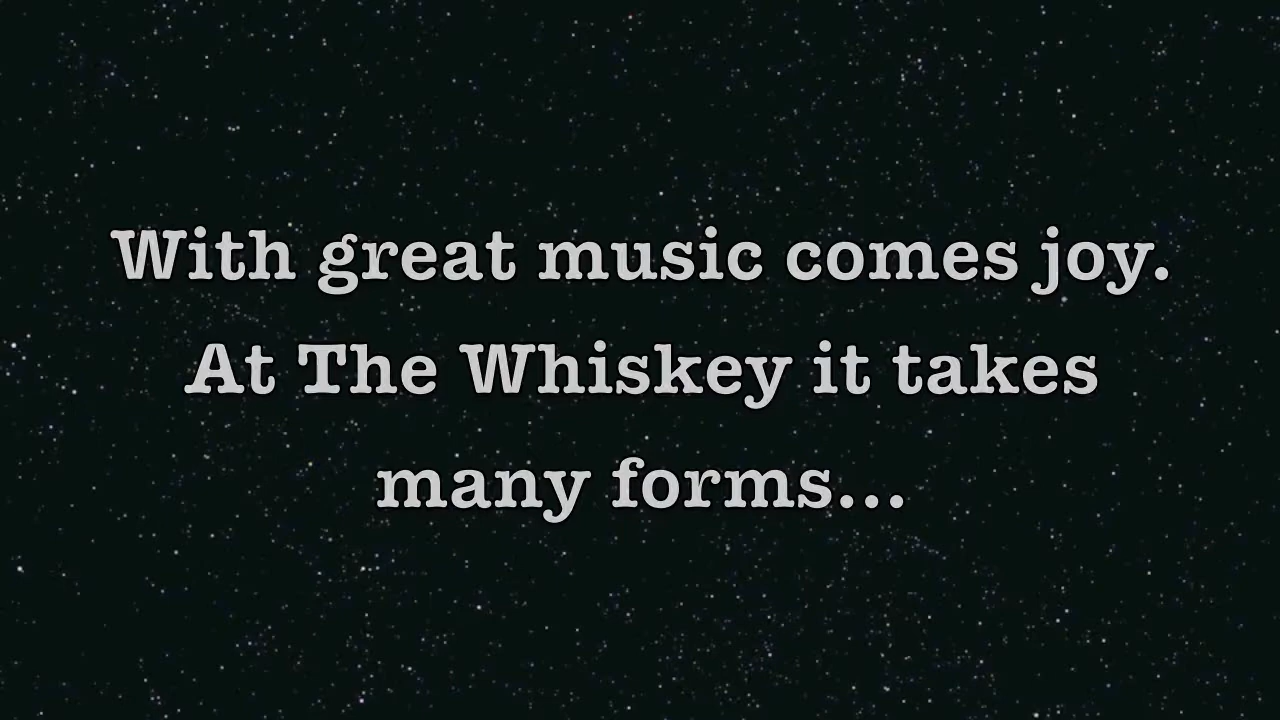 With great music comes joy.
At The Whiskey it takes
many forms...